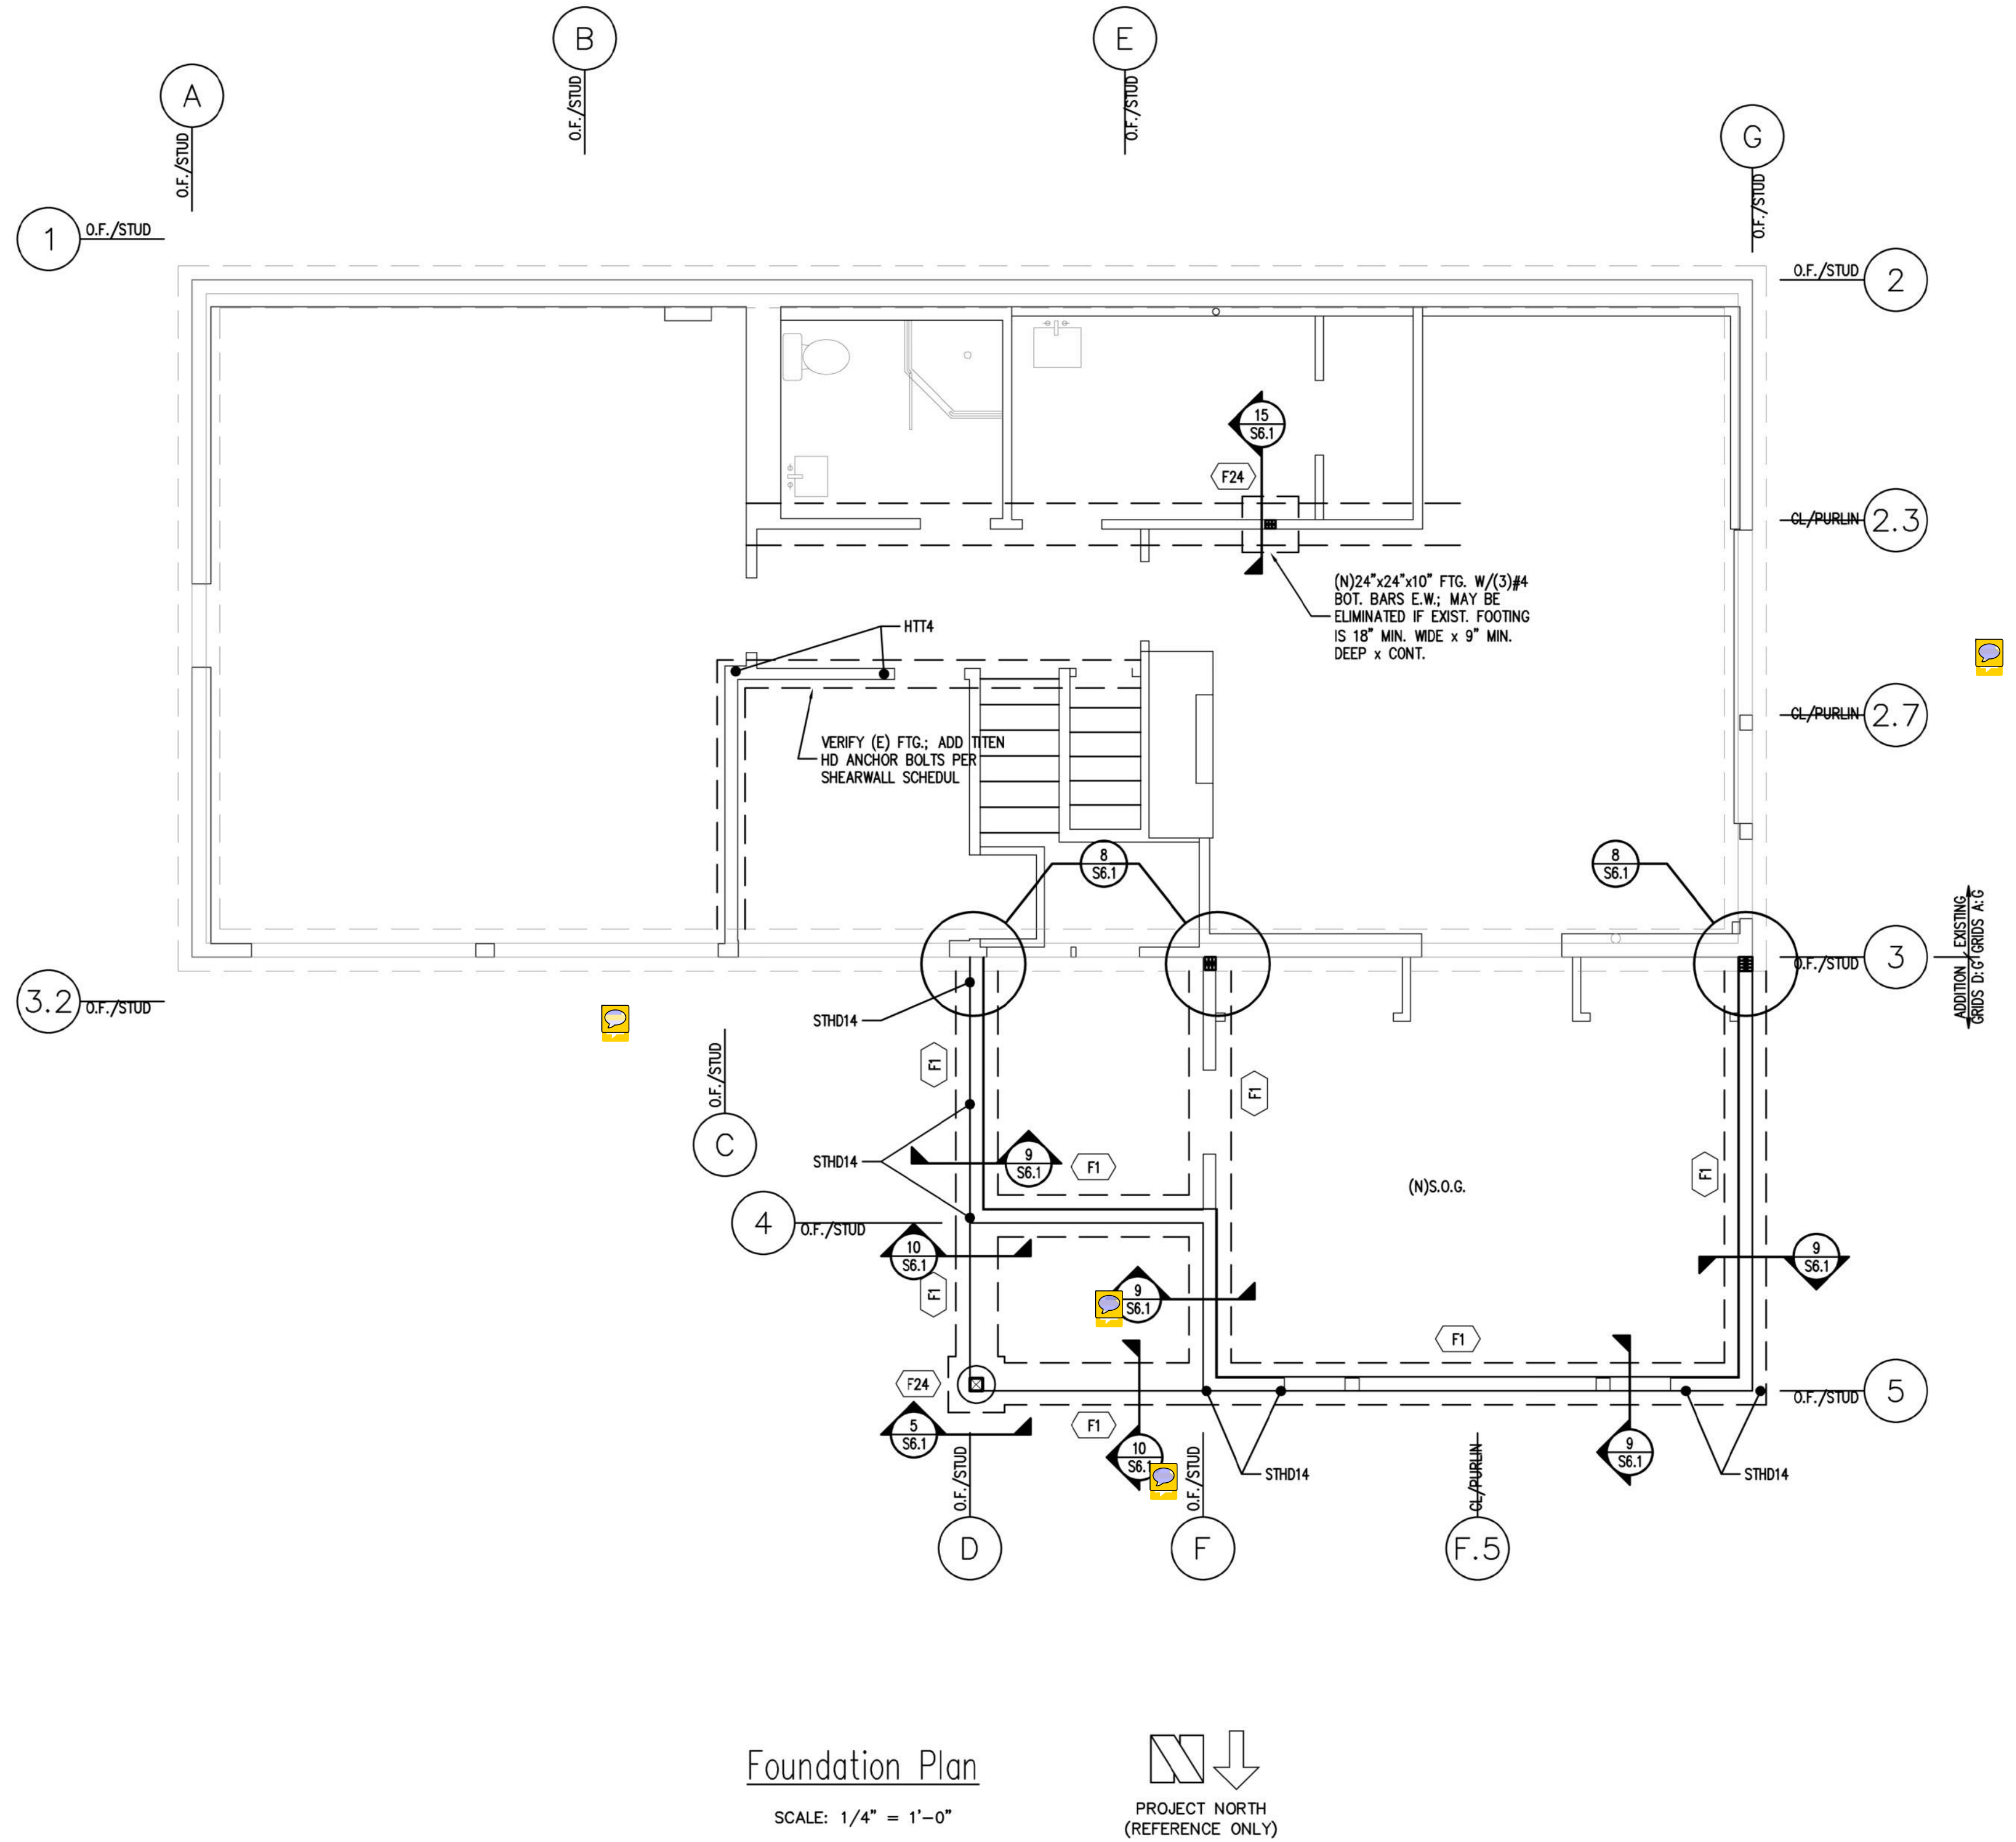 B
E
A
G
O.F./STUD
O.F./STUD
O.F./STUD
O.F./STUD
1
O.F./STUD
O.F./STUD
2
15
S6.1
F24
CL/PURLIN
2.3
(N)24"x24"x10" FTG. W/(3)#4
BOT. BARS E.W.; MAY BE
ELIMINATED IF EXIST. FOOTING
IS 18" MIN. WIDE x 9" MIN.
DEEP x CONT.
HTT4
CL/PURLIN
2.7
VERIFY (E) FTG.; ADD TITEN
HD ANCHOR BOLTS PER
SHEARWALL SCHEDUL
8
S6.1
8
S6.1
O.F./STUD
3
ADDITION EXISTING
GRIDS D:G GRIDS A:G
3.2
O.F./STUD
STHD14
F1
F1
O.F./STUD
C
STHD14
9
S6.1
F1
F1
(N)S.O.G.
4
O.F./STUD
10
S6.1
F1
9
S6.1
9
S6.1
F1
F24
O.F./STUD
5
5
S6.1
F1
10
S6.1
9
S6.1
STHD14
STHD14
O.F./STUD
O.F./STUD
CL/PURLIN
D
F
F.5
Foundation Plan
SCALE: 1/4" = 1'-0"
N
PROJECT NORTH
(REFERENCE ONLY)